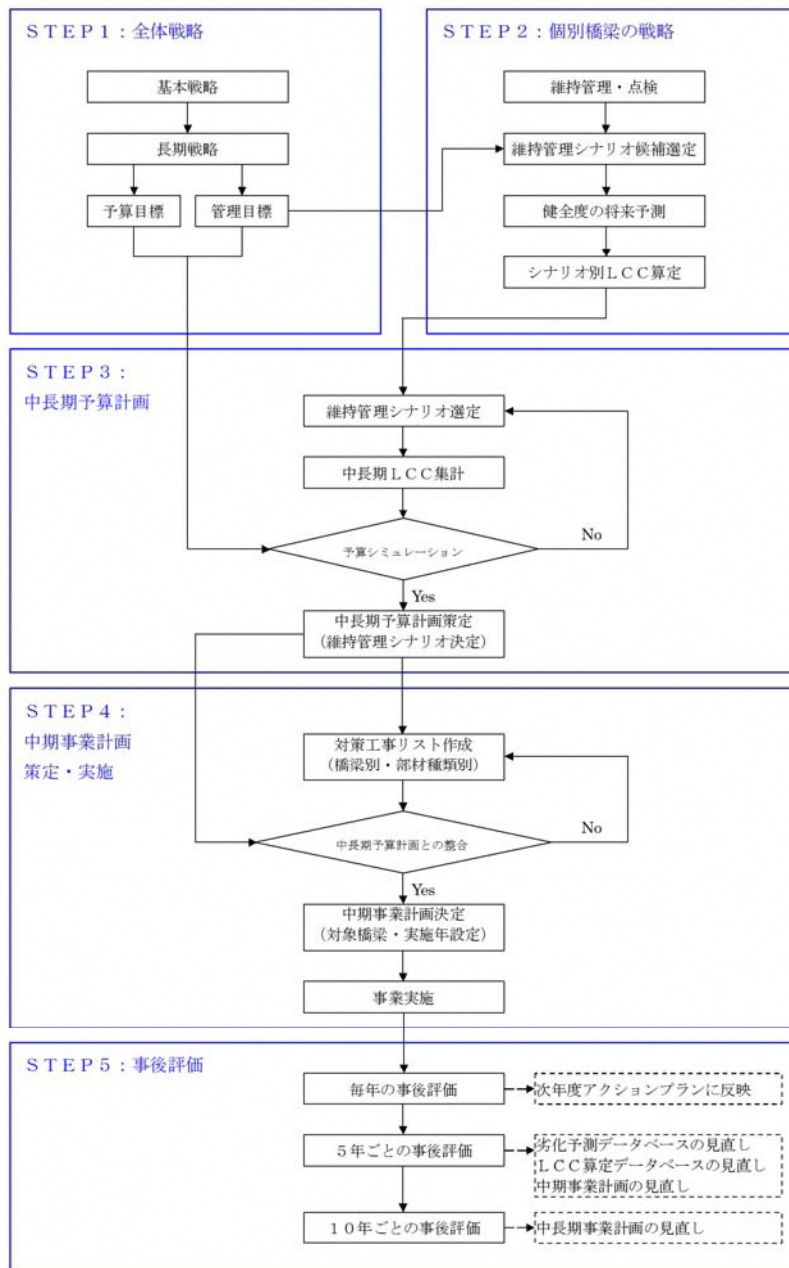 ＳＴＥＰ１：全体戦略
基本戦略
長期戦略
予算目標
管理目標
ＳＴＥＰ２：個別橋梁の戦略
維持管理・点検
維持管理シナリオ候補選定
健全度の将来予測
シナリオ別ＬＣＣ算定
ＳＴＥＰ３：
中長期予算計画
維持管理シナリオ選定
中長期ＬＣＣ集計
予算シミュレーション
No
Yes
中長期予算計画策定
（維持管理シナリオ決定）
ＳＴＥＰ４：
中期事業計画
策定・実施
対策工事リスト作成
（橋梁別・部材種類別）
中長期予算計画との整合
No
Yes
中期事業計画決定
（対象橋梁・実施年設定）
事業実施
ＳＴＥＰ５：事後評価
毎年の事後評価
次年度アクションプランに反映
５年ごとの事後評価
劣化予測データベースの見直し
ＬＣＣ算定データベースの見直し
中期事業計画の見直し
１０年ごとの事後評価
中長期事業計画の見直し